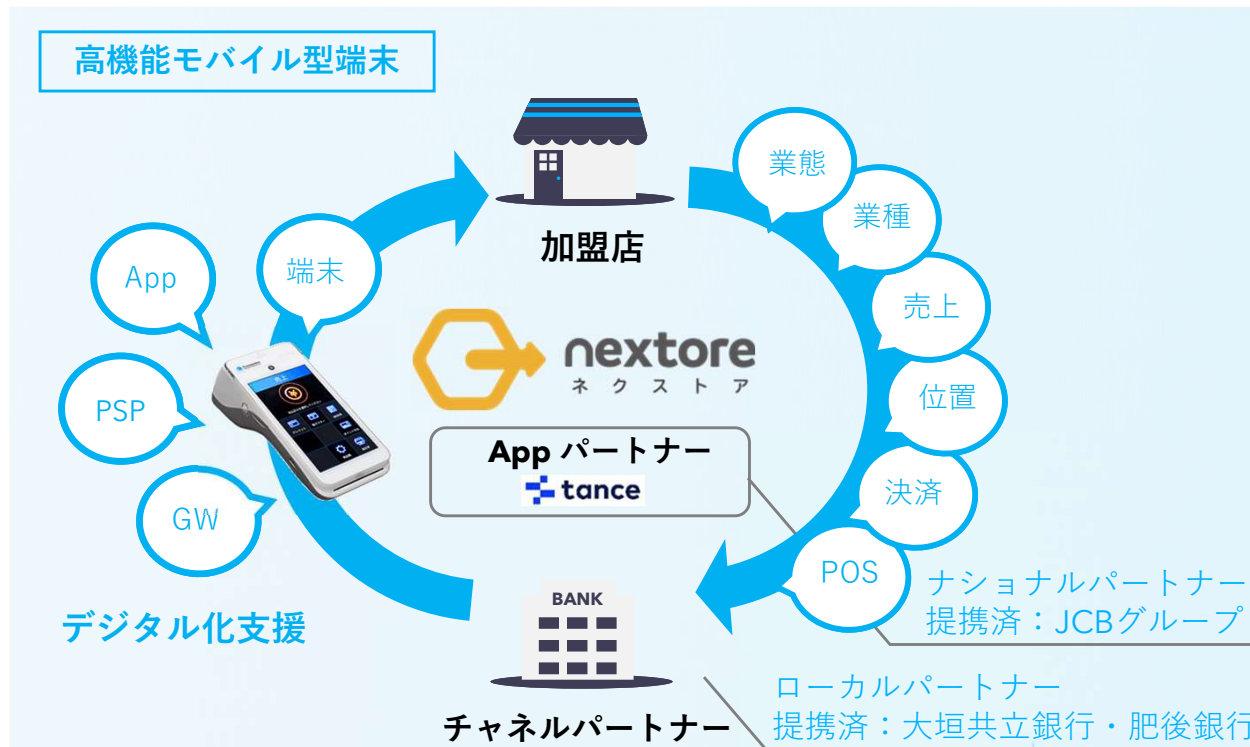 高機能モバイル型端末
業態
業種
加盟店
App
端末
売上
nextore
ネクストア
位置
PSP
App パートナー
tance
決済
GW
POS
ナショナルパートナー
提携済：JCBグループ
BANK
デジタル化支援
ローカルパートナー
提携済：大垣共立銀行・肥後銀行
チャネルパートナー
売上